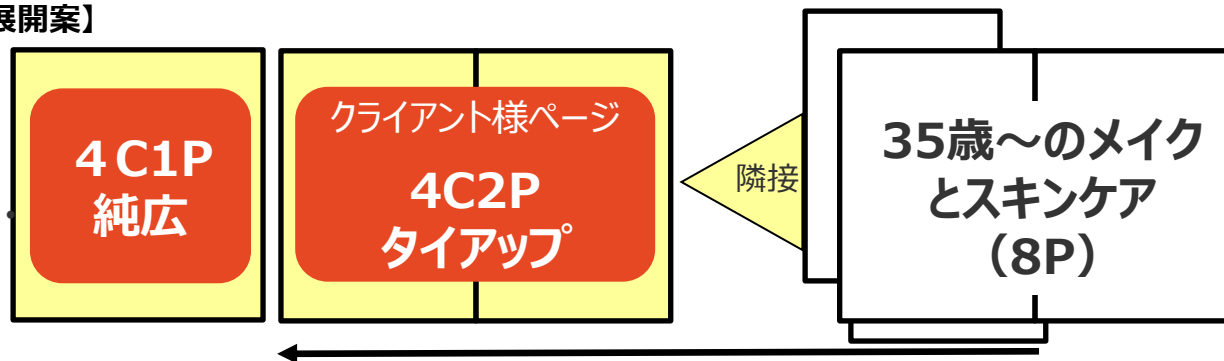 展開案】
４C1P
純広
クライアント様ページ
4C2P
タイアップ
隣接
35歳～のメイク
とスキンケア
（8P）